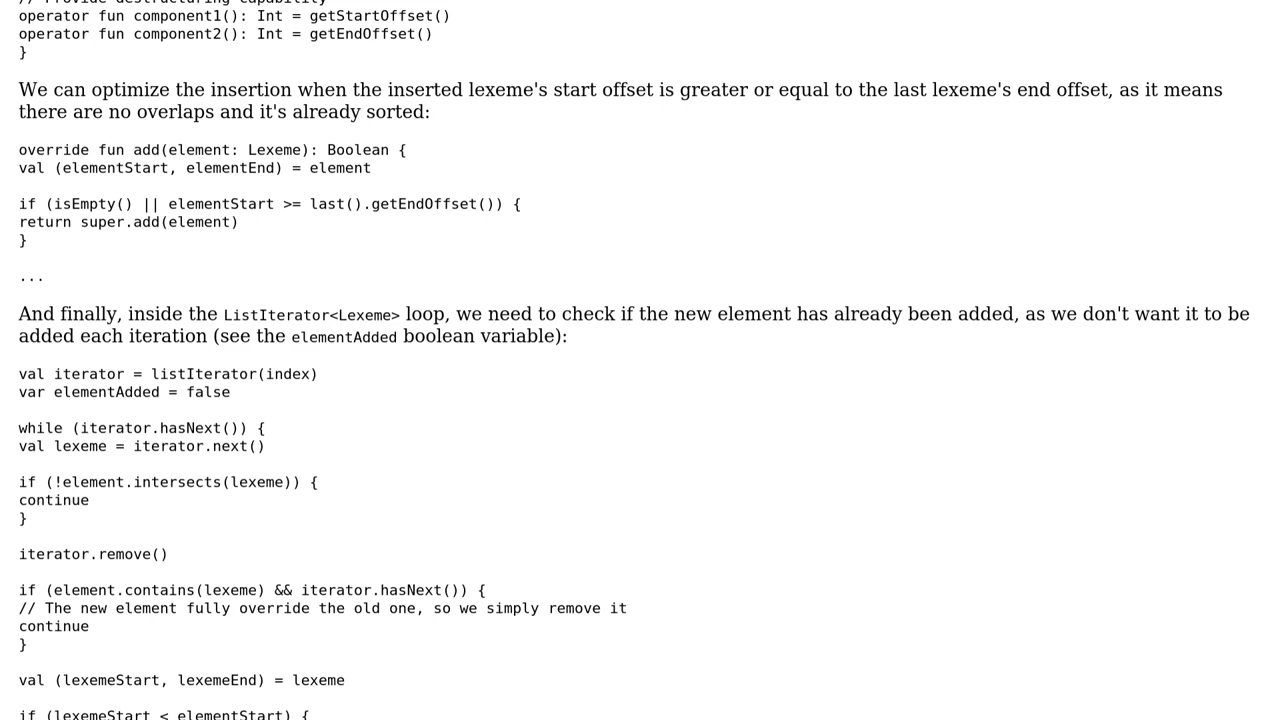 // Provide destructuring capability
operator fun component1(): Int = getStartOffset()
operator fun component2(): Int = getEndOffset()
}
We can optimize the insertion when the inserted lexeme's start offset is greater or equal to the last lexeme's end offset, as it means
there are no overlaps and it's already sorted:
override fun add(element: Lexeme): Boolean {
val (elementStart, elementEnd) = element
if (isEmpty() || elementStart >= last().getEndOffset()) {
return super.add(element)
}
...
And finally, inside the ListIterator<Lexeme> loop, we need to check if the new element has already been added, as we don't want it to be
added each iteration (see the elementAdded boolean variable):
val iterator = listIterator(index)
var elementAdded = false
while (iterator.hasNext()) {
val lexeme = iterator.next()
if (!element.intersects(lexeme)) {
continue
}
iterator.remove()
if (element.contains(lexeme) && iterator.hasNext()) {
// The new element fully override the old one, so we simply remove it
continue
}
val (lexemeStart, lexemeEnd) = lexeme
if (lexemeStart < elementStart) {